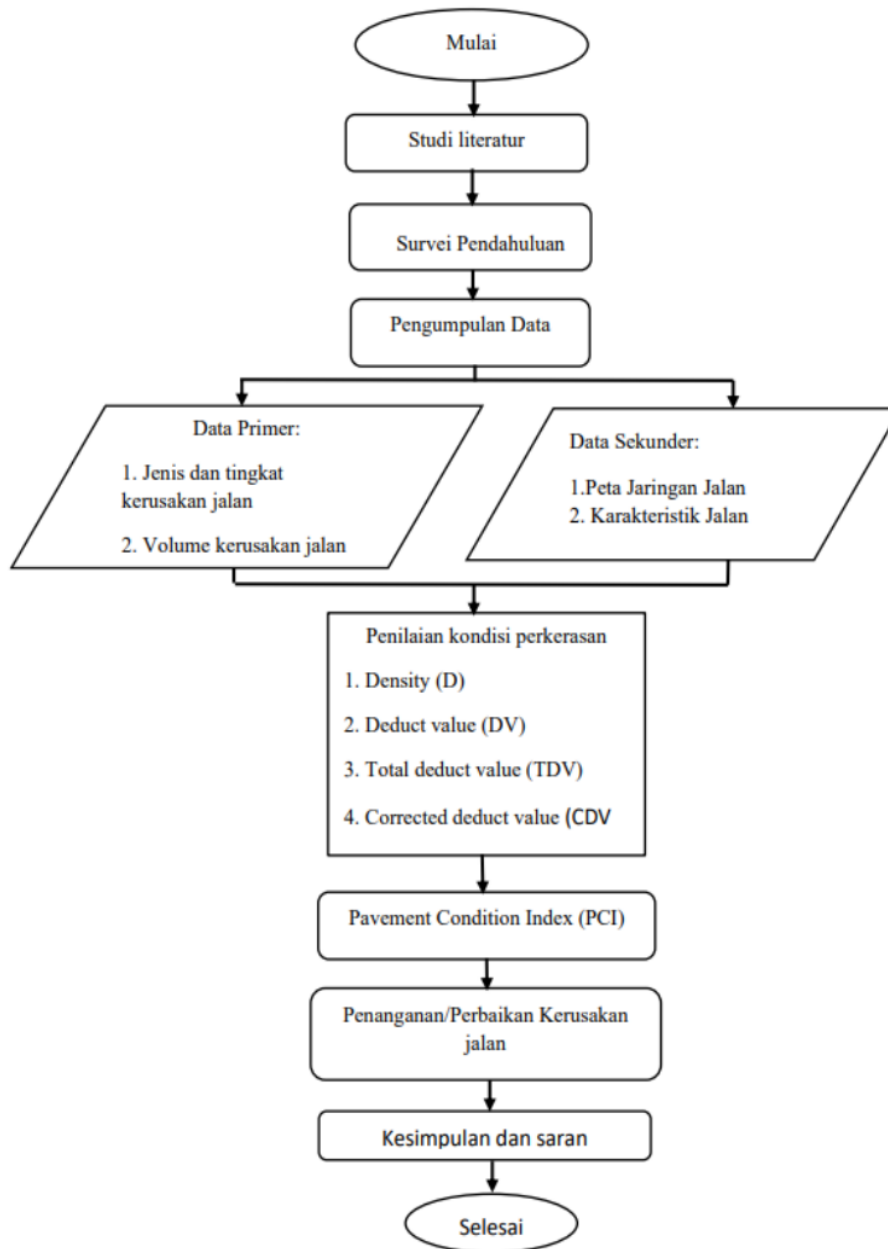 Mulai
Studi literatur
Survei Pendahuluan
Pengumpulan Data
Data Primer:
1. Jenis dan tingkat
kerusakan jalan
2. Volume kerusakan jalan
Data Sekunder:
1.Peta Jaringan Jalan
2. Karakteristik Jalan
Penilaian kondisi perkerasan
1. Density (D)
2. Deduct value (DV)
3. Total deduct value (TDV)
4. Corrected deduct value (CDV
Pavement Condition Index (PCI)
Penanganan/Perbaikan Kerusakan
jalan
Kesimpulan dan saran
Selesai